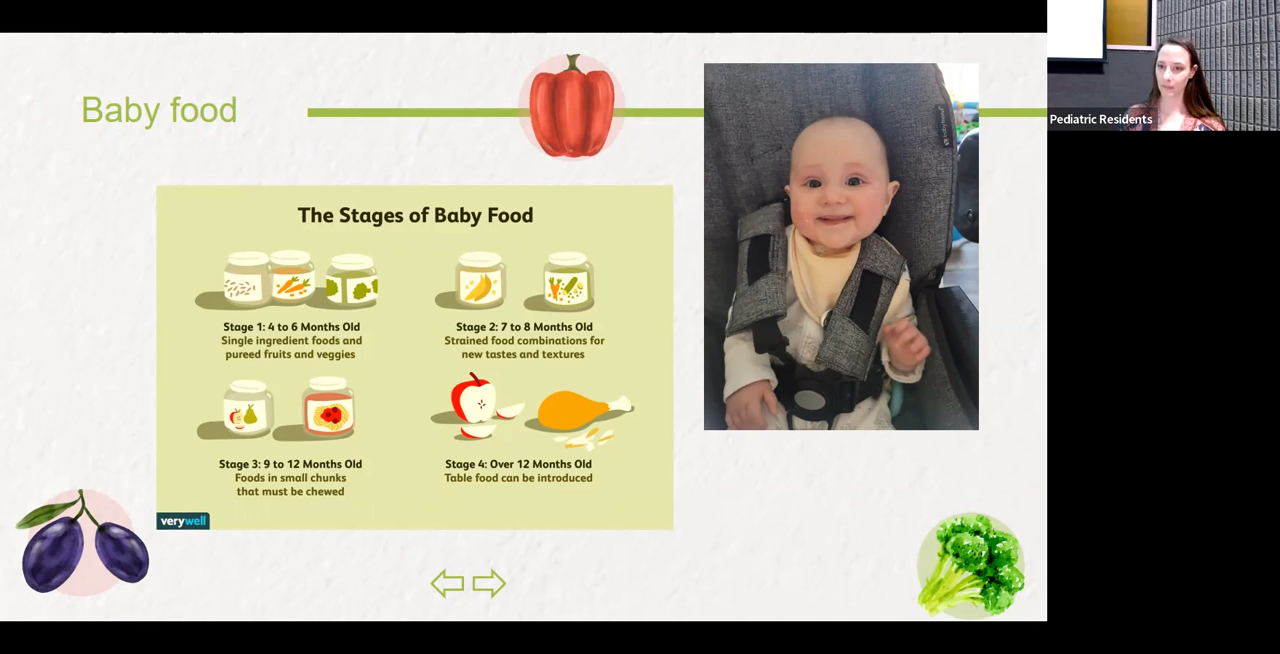 Baby food
The Stages of Baby Food
Stage 1: 4 to 6 Months Old
Single ingredient foods and
pureed fruits and veggies
Stage 2: 7 to 8 Months Old
Strained food combinations for
new tastes and textures
Stage 3: 9 to 12 Months Old
Foods in small chunks
that must be chewed
Stage 4: Over 12 Months Old
Table food can be introduced
verywell
Pediatric Residents